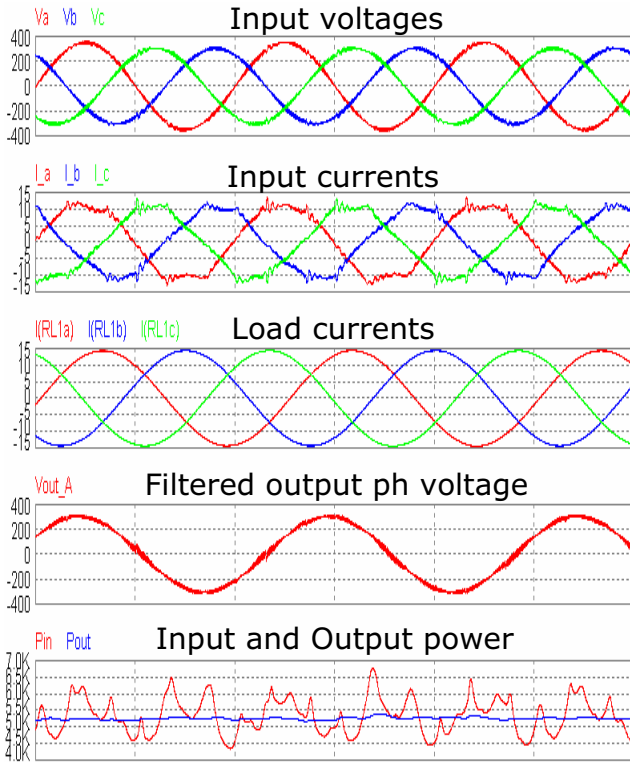 Input voltages
Va Vb Vc
400
200
0
-200
-400
Input currents
I_a I_b I_c
15
10
5
0
-5
-10
-15
Load currents
I(RL1a) I(RL1b) I(RL1c)
15
10
5
0
-5
-10
-15
Filtered output ph voltage
Vout_A
400
200
0
-200
-400
Input and Output power
Pin Pout
7.0K
6.5K
6.0K
5.5K
5.0K
4.5K
4.0K